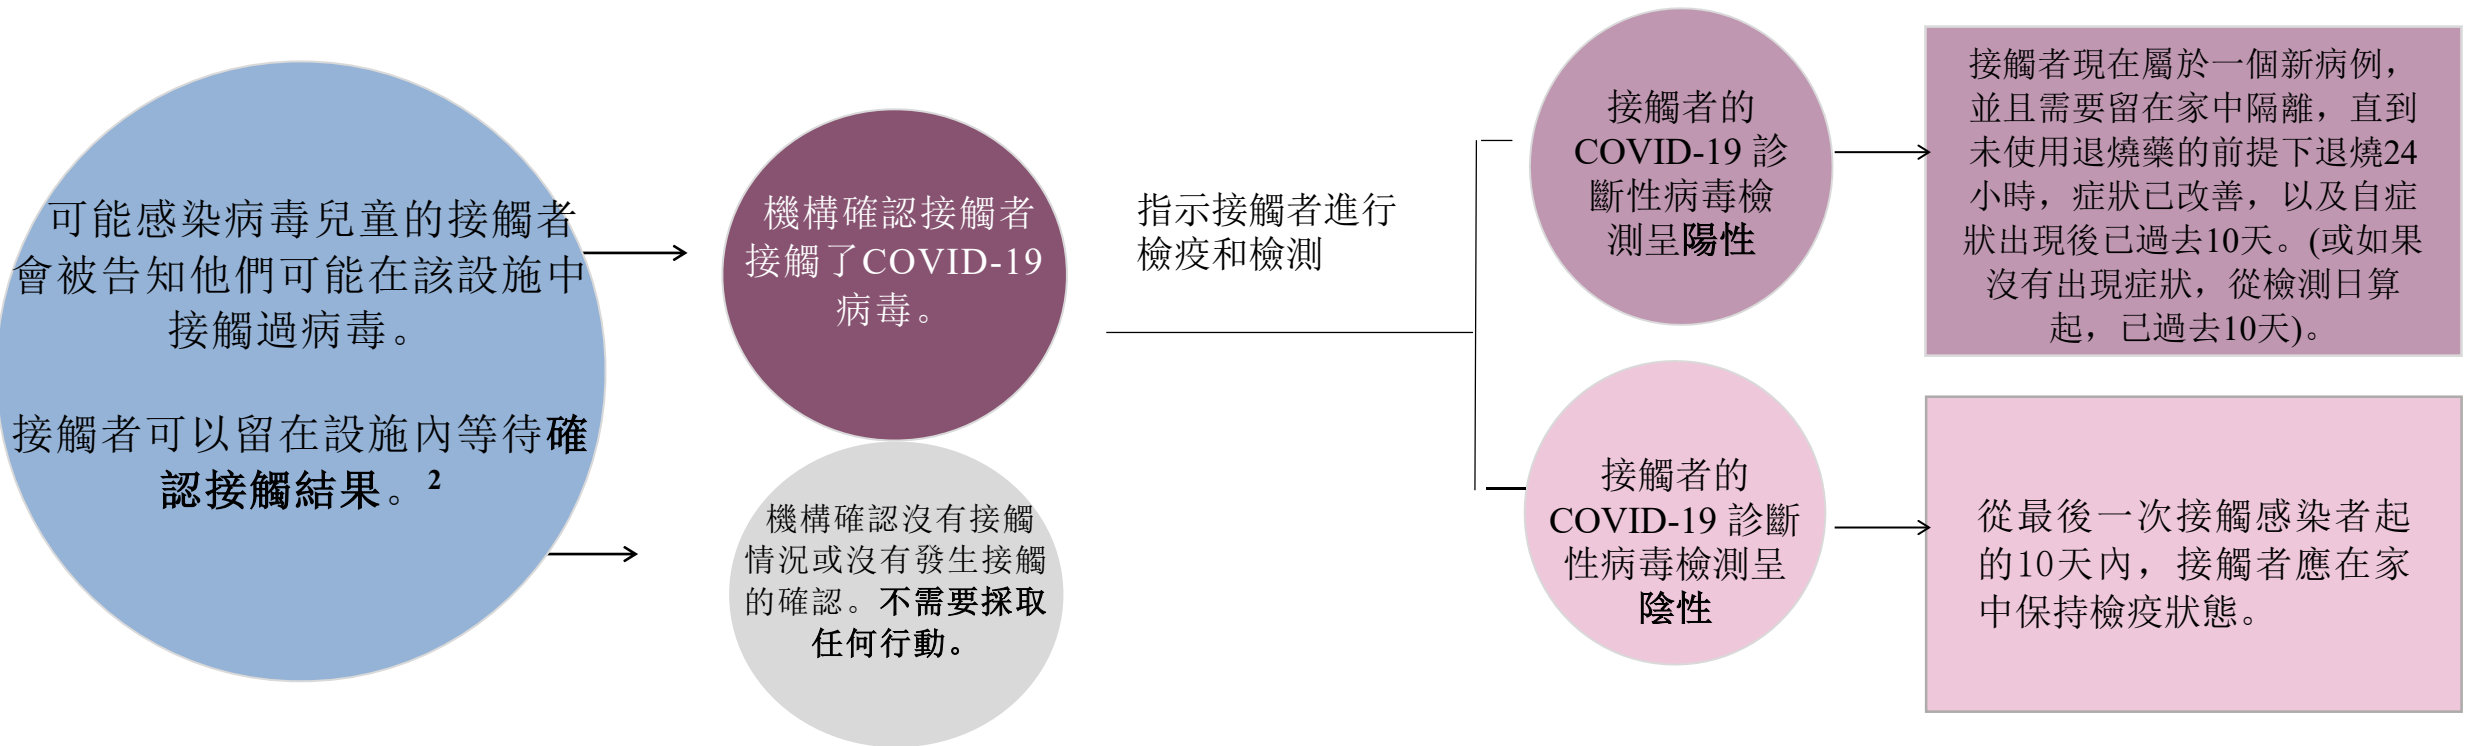 可能感染病毒兒童的接觸者
會被告知他們可能在該設施中
接觸過病毒。
接觸者可以留在設施內等待確
認接觸結果。2
機構確認接觸者
接觸了COVID-19
病毒。
機構確認沒有接觸
情況或沒有發生接觸
的確認。不需要採取
任何行動。
指示接觸者進行
檢疫和檢測
接觸者的
COVID-19 診
斷性病毒檢
測呈陽性
接觸者現在屬於一個新病例，
並且需要留在家中隔離，直到
未使用退燒藥的前提下退燒24
小時，症狀已改善，以及自症
狀出現後已過去10天。(或如果
沒有出現症狀，從檢測日算
起，已過去10天)。
接觸者的
COVID-19 診斷
性病毒檢測呈
陰性
從最後一次接觸感染者起
的10天內，接觸者應在家
中保持檢疫狀態。